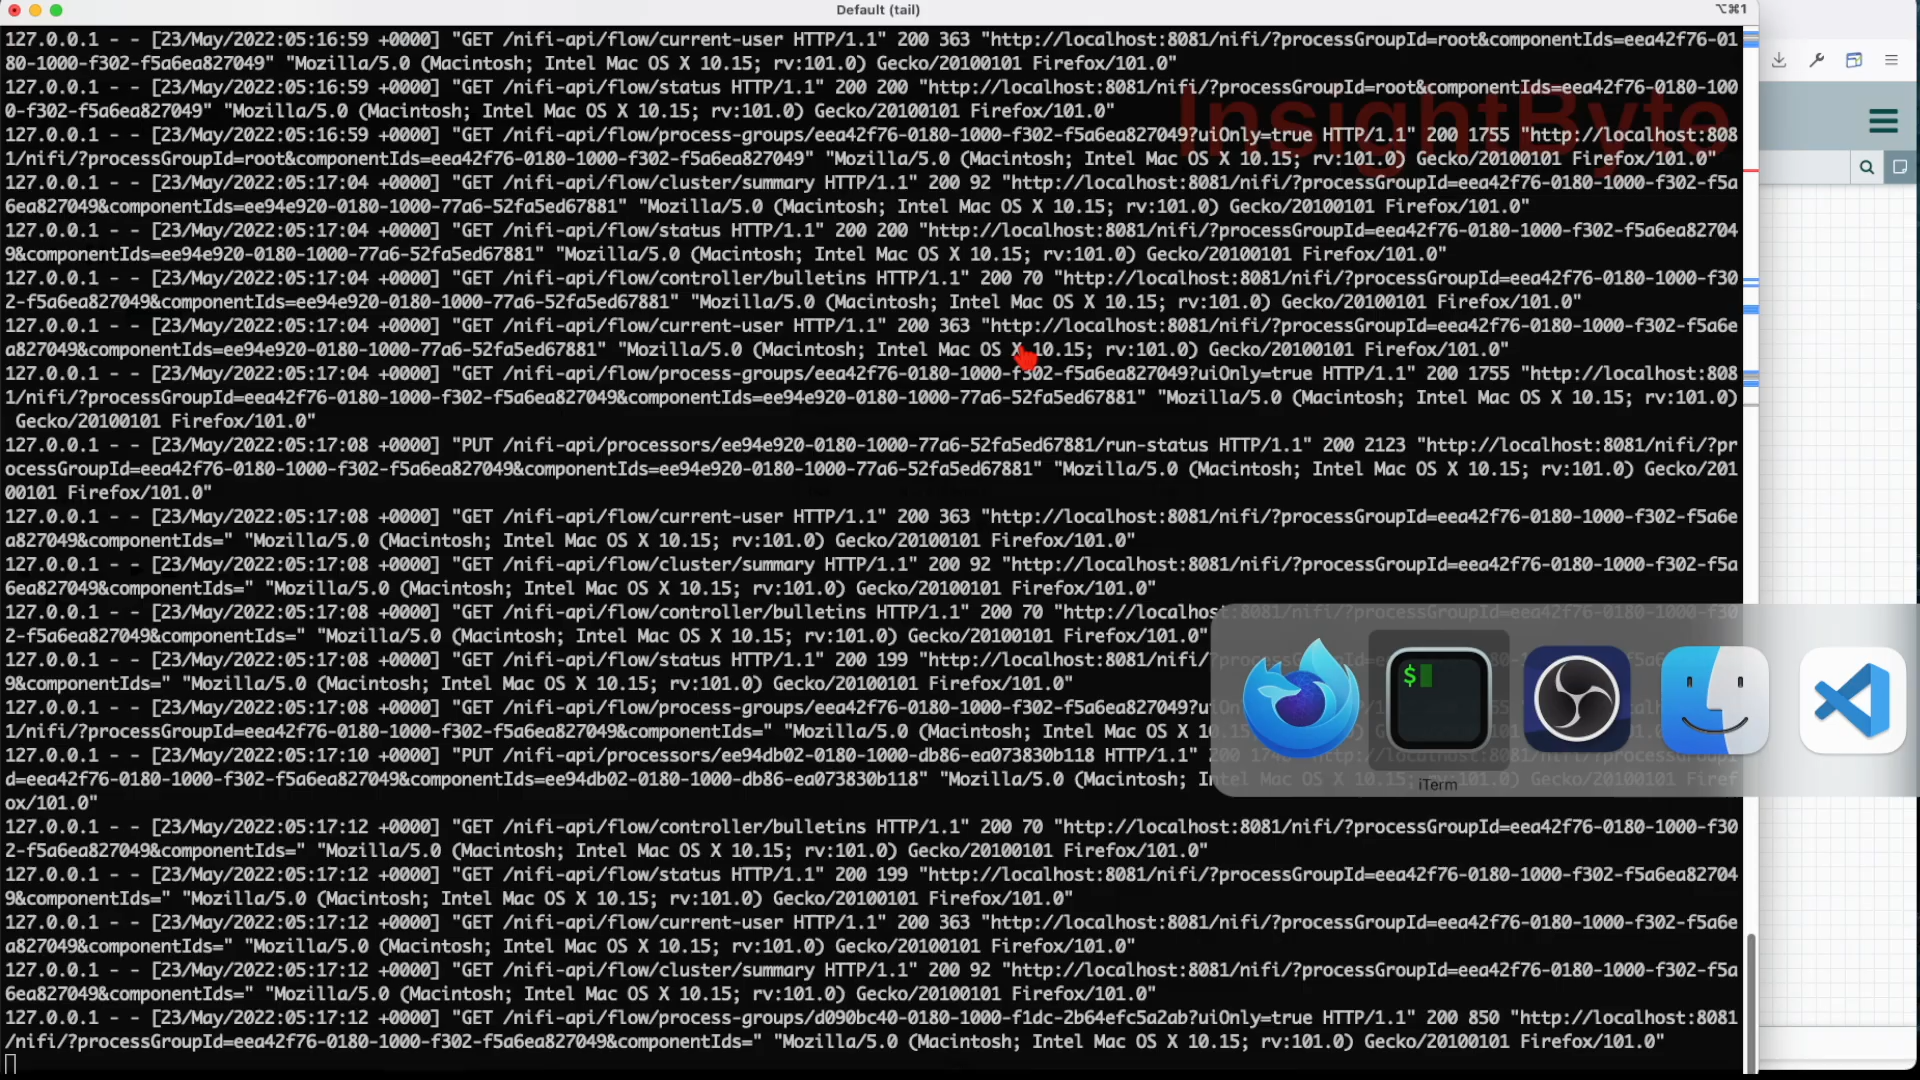 Default (tail)
⌥⌘1
127.0.0.1 - - [23/May/2022:05:16:59 +0000] "GET /nifi-api/flow/current-user HTTP/1.1" 200 363 "http://localhost:8081/nifi/?processGroupId=root&componentIds=eea42f76-01
80-1000-f302-f5a6ea827049" "Mozilla/5.0 (Macintosh; Intel Mac OS X 10.15; rv:101.0) Gecko/20100101 Firefox/101.0"
127.0.0.1 - - [23/May/2022:05:16:59 +0000] "GET /nifi-api/flow/status HTTP/1.1" 200 200 "http://localhost:8081/nifi/?processGroupId=root&componentIds=eea42f76-0180-100
0-f302-f5a6ea827049" "Mozilla/5.0 (Macintosh; Intel Mac OS X 10.15; rv:101.0) Gecko/20100101 Firefox/101.0"
InsightByte
127.0.0.1 - - [23/May/2022:05:16:59 +0000] "GET /nifi-api/flow/process-groups/eea42f76-0180-1000-f302-f5a6ea827049?uiOnly=true HTTP/1.1" 200 1755 "http://localhost:808
1/nifi/?processGroupId=root&componentIds=eea42f76-0180-1000-f302-f5a6ea827049" "Mozilla/5.0 (Macintosh; Intel Mac OS X 10.15; rv:101.0) Gecko/20100101 Firefox/101.0"
127.0.0.1 - - [23/May/2022:05:17:04 +0000] "GET /nifi-api/flow/cluster/summary HTTP/1.1" 200 92 "http://localhost:8081/nifi/?processGroupId=eea42f76-0180-1000-f302-f5a
6ea827049&componentIds=ee94e920-0180-1000-77a6-52fa5ed67881" "Mozilla/5.0 (Macintosh; Intel Mac OS X 10.15; rv:101.0) Gecko/20100101 Firefox/101.0"
127.0.0.1 - - [23/May/2022:05:17:04 +0000] "GET /nifi-api/flow/status HTTP/1.1" 200 200 "http://localhost:8081/nifi/?processGroupId=eea42f76-0180-1000-f302-f5a6ea82704
9&componentIds=ee94e920-0180-1000-77a6-52fa5ed67881" "Mozilla/5.0 (Macintosh; Intel Mac OS X 10.15; rv:101.0) Gecko/20100101 Firefox/101.0"
127.0.0.1 - - [23/May/2022:05:17:04 +0000] "GET /nifi-api/flow/controller/bulletins HTTP/1.1" 200 70 "http://localhost:8081/nifi/?processGroupId=eea42f76-0180-1000-f30
2-f5a6ea827049&componentIds=ee94e920-0180-1000-77a6-52fa5ed67881" "Mozilla/5.0 (Macintosh; Intel Mac OS X 10.15; rv:101.0) Gecko/20100101 Firefox/101.0"
127.0.0.1 - - [23/May/2022:05:17:04 +0000] "GET /nifi-api/flow/current-user HTTP/1.1" 200 363 "http://localhost:8081/nifi/?processGroupId=eea42f76-0180-1000-f302-f5a6e
a827049&componentIds=ee94e920-0180-1000-77a6-52fa5ed67881" "Mozilla/5.0 (Macintosh; Intel Mac OS X 10.15; rv:101.0) Gecko/20100101 Firefox/101.0"
127.0.0.1 - - [23/May/2022:05:17:04 +0000] "GET /nifi-api/flow/process-groups/eea42f76-0180-1000-f302-f5a6ea827049?uiOnly=true HTTP/1.1" 200 1755 "http://localhost:808
1/nifi/?processGroupId=eea42f76-0180-1000-f302-f5a6ea827049&componentIds=ee94e920-0180-1000-77a6-52fa5ed67881" "Mozilla/5.0 (Macintosh; Intel Mac OS X 10.15; rv:101.0)
Gecko/20100101 Firefox/101.0"
127.0.0.1 - - [23/May/2022:05:17:08 +0000] "PUT /nifi-api/processors/ee94e920-0180-1000-77a6-52fa5ed67881/run-status HTTP/1.1" 200 2123 "http://localhost:8081/nifi/?pr
ocessGroupId=eea42f76-0180-1000-f302-f5a6ea827049&componentIds=ee94e920-0180-1000-77a6-52fa5ed67881" "Mozilla/5.0 (Macintosh; Intel Mac OS X 10.15; rv:101.0) Gecko/201
00101 Firefox/101.0"
127.0.0.1 - - [23/May/2022:05:17:08 +0000] "GET /nifi-api/flow/current-user HTTP/1.1" 200 363 "http://localhost:8081/nifi/?processGroupId=eea42f76-0180-1000-f302-f5a6e
a827049&componentIds=" "Mozilla/5.0 (Macintosh; Intel Mac OS X 10.15; rv:101.0) Gecko/20100101 Firefox/101.0"
127.0.0.1 - - [23/May/2022:05:17:08 +0000] "GET /nifi-api/flow/cluster/summary HTTP/1.1" 200 92 "http://localhost:8081/nifi/?processGroupId=eea42f76-0180-1000-f302-f5a
6ea827049&componentIds=" "Mozilla/5.0 (Macintosh; Intel Mac OS X 10.15; rv:101.0) Gecko/20100101 Firefox/101.0"
127.0.0.1 - - [23/May/2022:05:17:08 +0000] "GET /nifi-api/flow/controller/bulletins HTTP/1.1" 200 70 "http://localhost:8081/nifi/?processGroupId=eea42f76-0180-1000-f30
2-f5a6ea827049&componentIds=" "Mozilla/5.0 (Macintosh; Intel Mac OS X 10.15; rv:101.0) Gecko/20100101 Firefox/101.0"
127.0.0.1 - - [23/May/2022:05:17:08 +0000] "GET /nifi-api/flow/status HTTP/1.1" 200 199 "http://localhost:8081/nifi/
9&componentIds=" "Mozilla/5.0 (Macintosh; Intel Mac OS X 10.15; rv:101.0) Gecko/20100101 Firefox/101.0"
127.0.0.1 - - [23/May/2022:05:17:08 +0000] "GET /nifi-api/flow/process-groups/eea42f76-0180-1000-f302-f5a6ea827049?
1/nifi/?processGroupId=eea42f76-0180-1000-f302-f5a6ea827049&componentIds=" "Mozilla/5.0 (Macintosh; Intel Mac OS X 10.15;
127.0.0.1 - - [23/May/2022:05:17:10 +0000] "PUT /nifi-api/processors/ee94db02-0180-1000-db86-ea073830b118 HTTP/1.1" 200
d=eea42f76-0180-1000-f302-f5a6ea827049&componentIds=ee94db02-0180-1000-db86-ea073830b118" "Mozilla/5.0 (Macintosh; Intel Mac OS X 10.15; rv:101.0) Gecko/20100101 Firef
ox/101.0"
$
iTerm
127.0.0.1 - - [23/May/2022:05:17:12 +0000] "GET /nifi-api/flow/controller/bulletins HTTP/1.1" 200 70 "http://localhost:8081/nifi/?processGroupId=eea42f76-0180-1000-f30
2-f5a6ea827049&componentIds=" "Mozilla/5.0 (Macintosh; Intel Mac OS X 10.15; rv:101.0) Gecko/20100101 Firefox/101.0"
127.0.0.1 - - [23/May/2022:05:17:12 +0000] "GET /nifi-api/flow/status HTTP/1.1" 200 199 "http://localhost:8081/nifi/?processGroupId=eea42f76-0180-1000-f302-f5a6ea82704
9&componentIds=" "Mozilla/5.0 (Macintosh; Intel Mac OS X 10.15; rv:101.0) Gecko/20100101 Firefox/101.0"
127.0.0.1 - - [23/May/2022:05:17:12 +0000] "GET /nifi-api/flow/current-user HTTP/1.1" 200 363 "http://localhost:8081/nifi/?processGroupId=eea42f76-0180-1000-f302-f5a6e
a827049&componentIds=" "Mozilla/5.0 (Macintosh; Intel Mac OS X 10.15; rv:101.0) Gecko/20100101 Firefox/101.0"
127.0.0.1 - - [23/May/2022:05:17:12 +0000] "GET /nifi-api/flow/cluster/summary HTTP/1.1" 200 92 "http://localhost:8081/nifi/?processGroupId=eea42f76-0180-1000-f302-f5a
6ea827049&componentIds=" "Mozilla/5.0 (Macintosh; Intel Mac OS X 10.15; rv:101.0) Gecko/20100101 Firefox/101.0"
127.0.0.1 - - [23/May/2022:05:17:12 +0000] "GET /nifi-api/flow/process-groups/d090bc40-0180-1000-f1dc-2b64efc5a2ab?uiOnly=true HTTP/1.1" 200 850 "http://localhost:8081
/nifi/?processGroupId=eea42f76-0180-1000-f302-f5a6ea827049&componentIds=" "Mozilla/5.0 (Macintosh; Intel Mac OS X 10.15; rv:101.0) Gecko/20100101 Firefox/101.0"